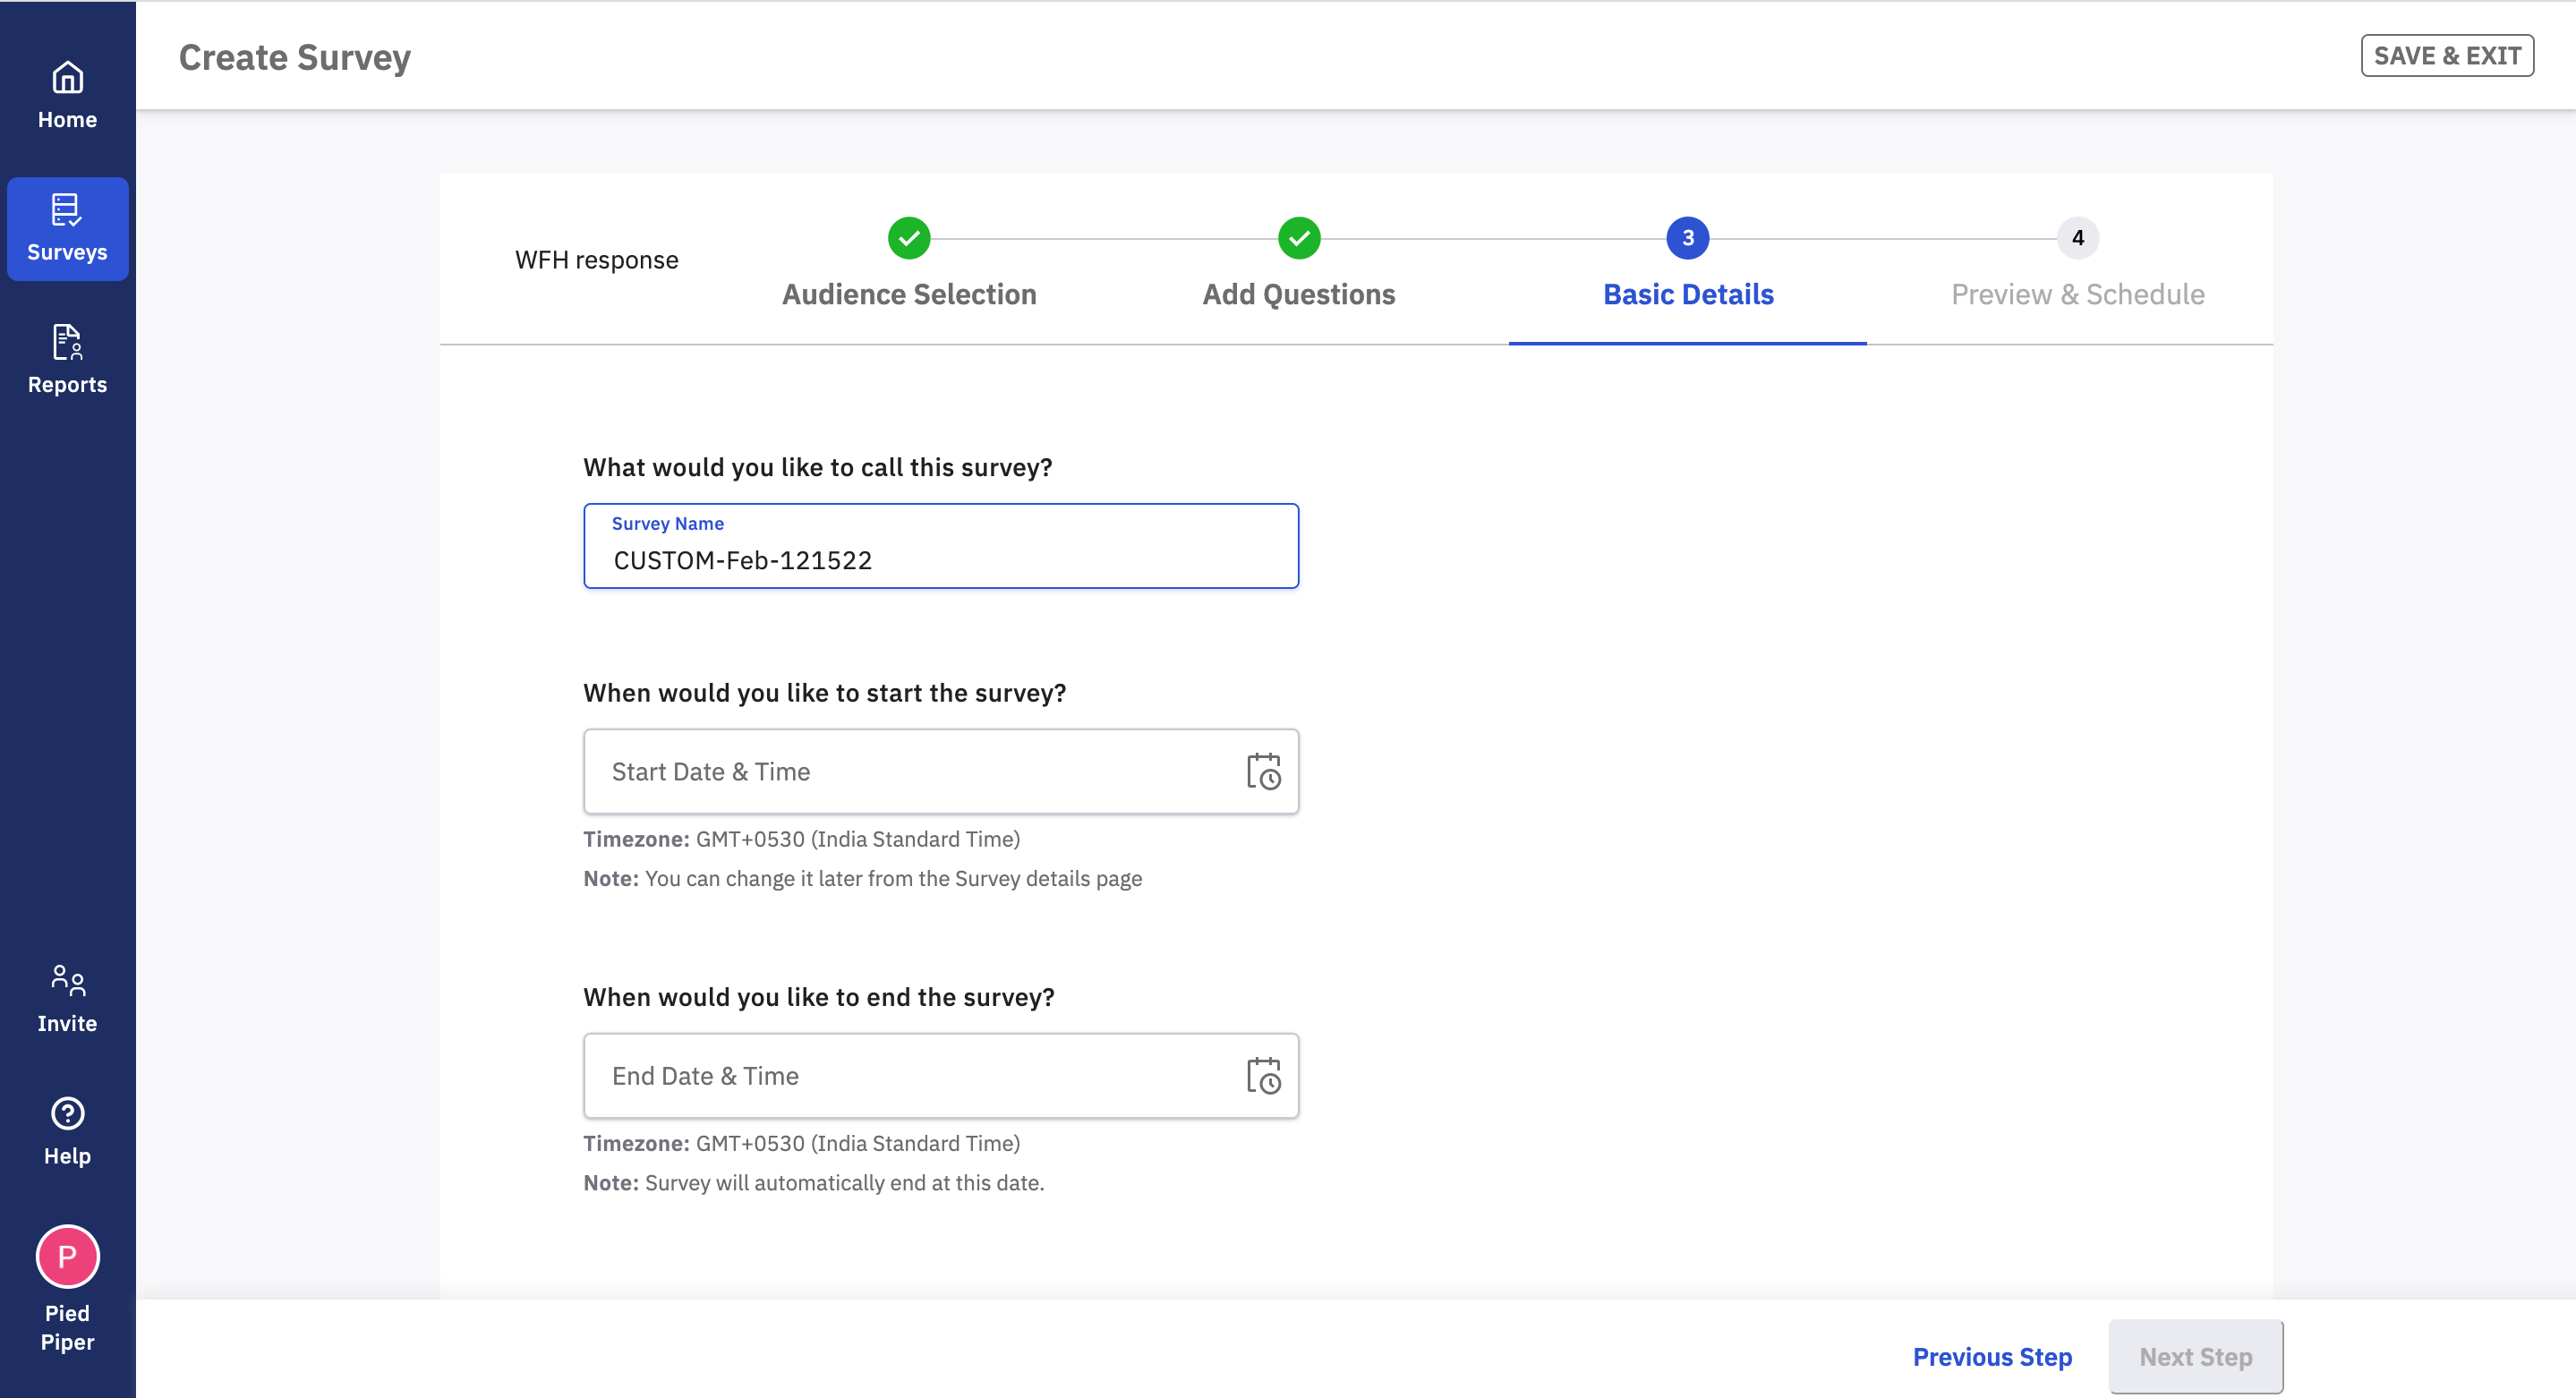 Home
Surveys
Reports
Invite
Help
P
Pied
Piper
Create Survey
SAVE & EXIT
WFH response
Audience Selection
Add Questions
3
Basic Details
4
Preview & Schedule
What would you like to call this survey?
Survey Name
CUSTOM-Feb-121522
When would you like to start the survey?
Start Date & Time
Timezone: GMT+0530 (India Standard Time)
Note: You can change it later from the Survey details page
When would you like to end the survey?
End Date & Time
Timezone: GMT+0530 (India Standard Time)
Note: Survey will automatically end at this date.
Previous Step
Next Step